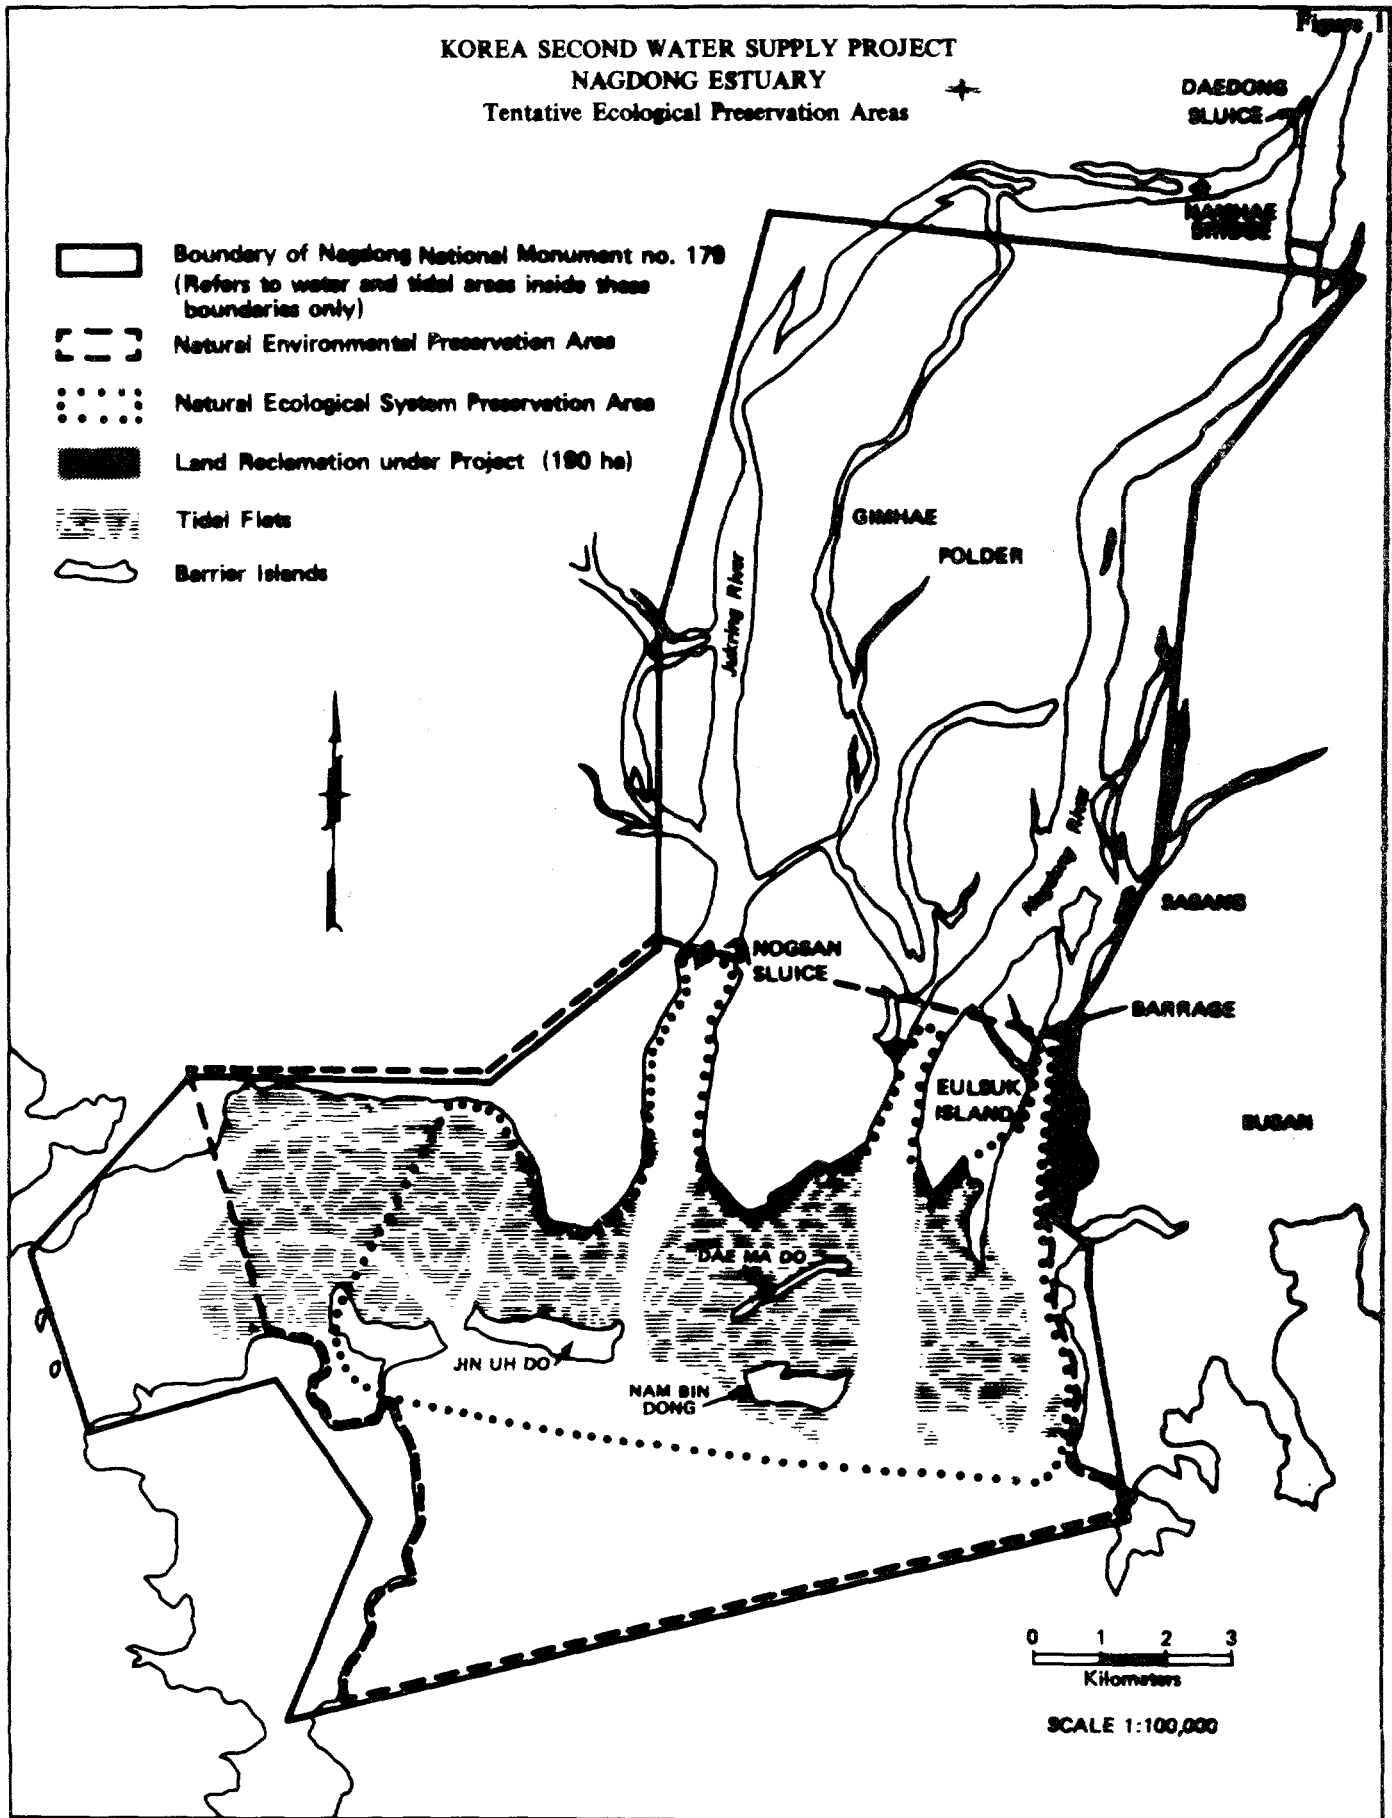 Figure 1
KOREA SECOND WATER SUPPLY PROJECT
NAGDONG ESTUARY
Tentative Ecological Preservation Areas
DAEDONG
SLUICE
NAMHAE
BRIDGE
Boundary of Nagdong National Monument no. 179
(Refers to water and tidal areas inside these
boundaries only)
Natural Environmental Preservation Area
Natural Ecological System Preservation Area
Land Reclamation under Project (190 ha)
Tidal Flats
Barrier Islands
GIMHAE
POLDER
Jukring River
Nagdong River
SASANG
NOGSAN
SLUICE
BARRAGE
EULSUK
ISLAND
BUSAN
DAE MA DO
JIN UH DO
NAM BIN
DONG
0 1 2 3
Kilometers
SCALE 1:100,000